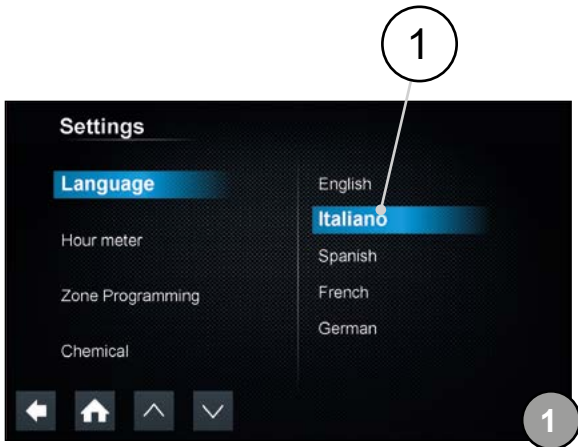 1
Settings
Language
Hour meter
Zone Programming
Chemical
English
Italiano
Spanish
French
German
1